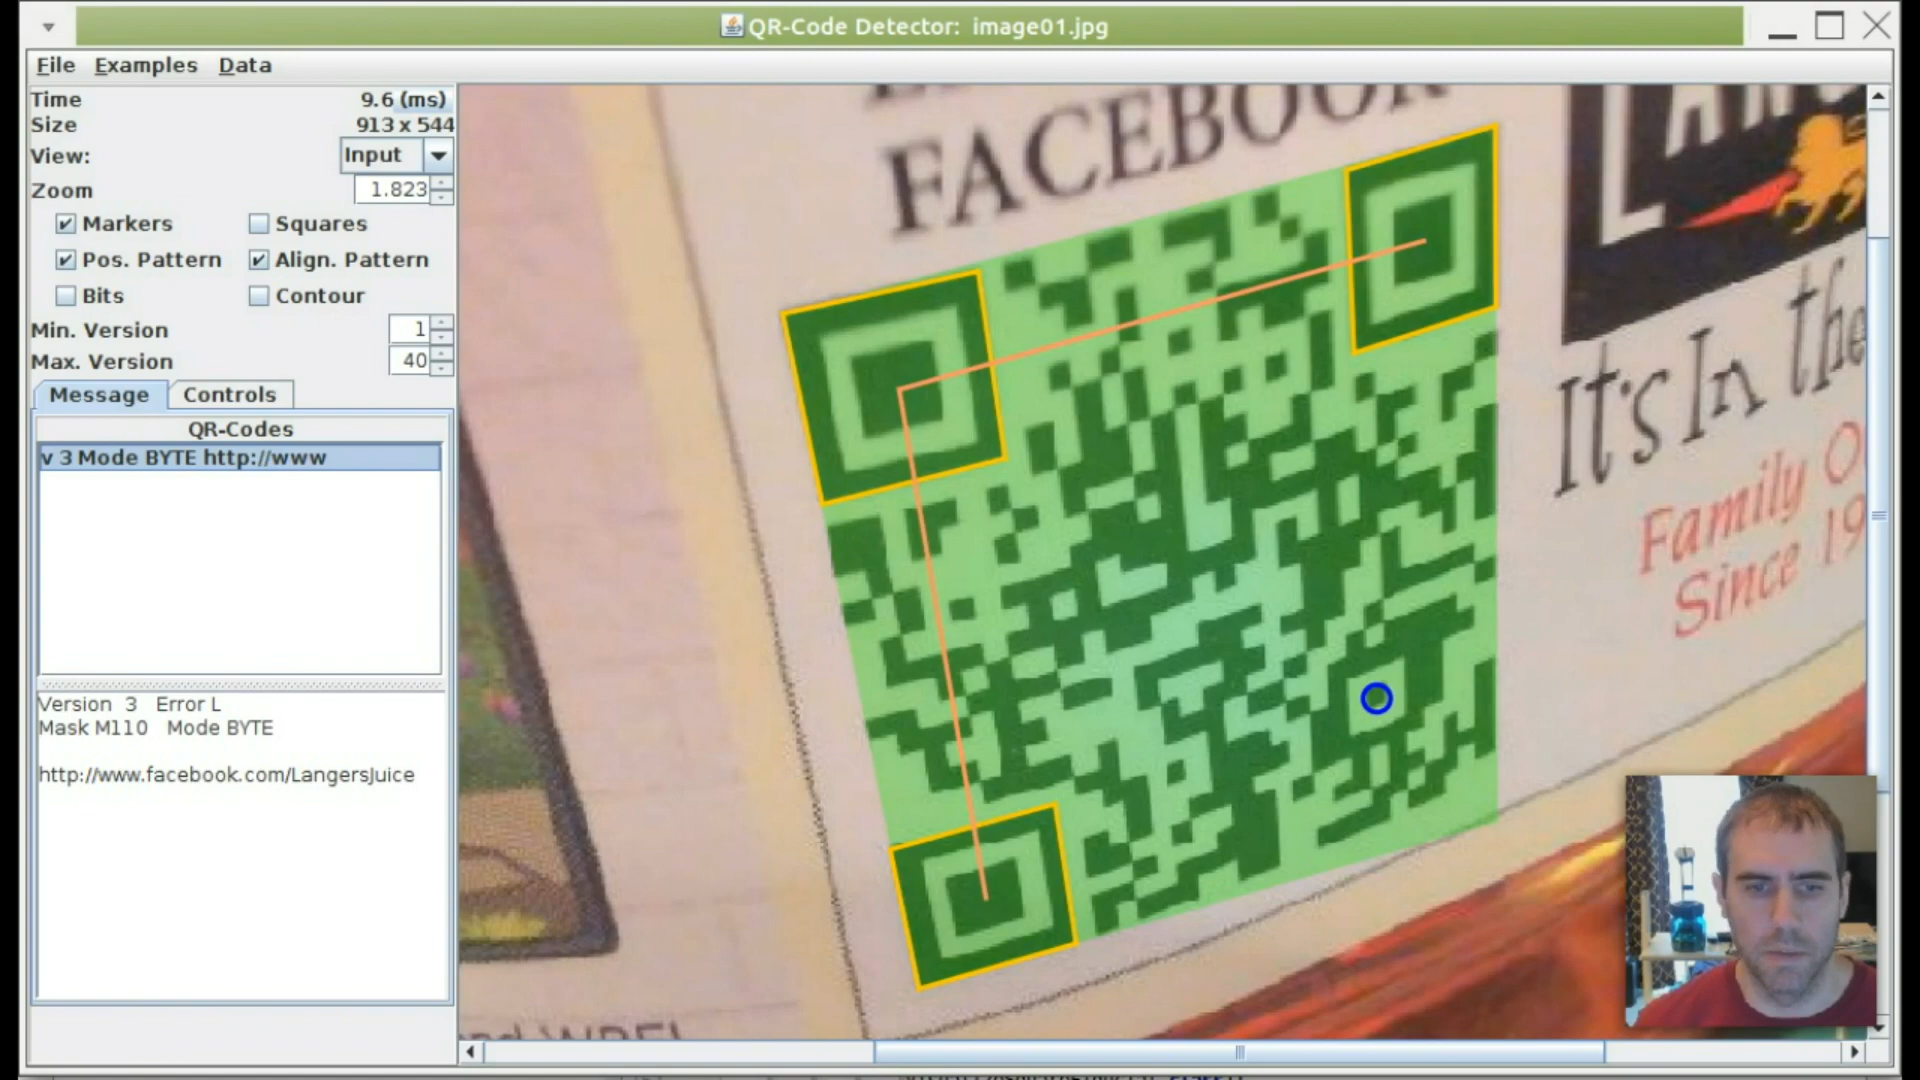 QR-Code Detector: image01.jpg
File Examples Data
Time 9.6 (ms)
Size 913 x 544
View: Input
Zoom 1.823
Markers Squares
Pos. Pattern Align. Pattern
Bits Contour
Min. Version 1
Max. Version 40
Message Controls
QR-Codes
v 3 Mode BYTE http://www
Version 3 Error L
Mask M110 Mode BYTE
http://www.facebook.com/LangersJuice
FACEBOOK
It's In the
Family
Since 19